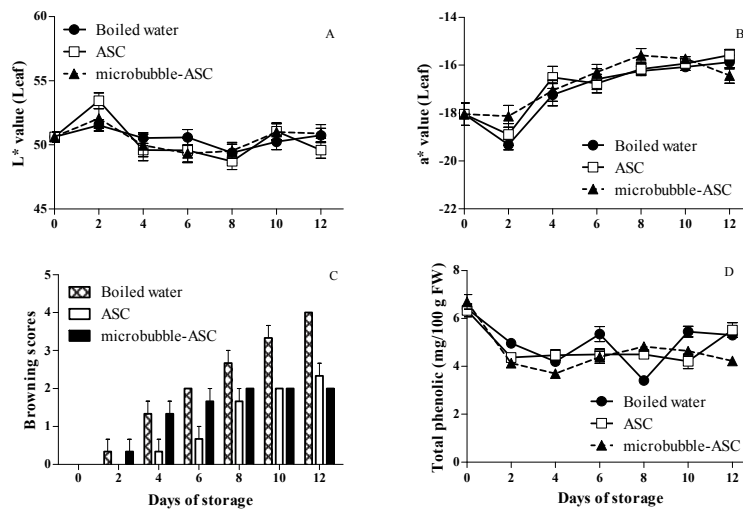 60
55
50
45
L* value (Leaf)
A
Boiled water
ASC
microbubble-ASC
0 2 4 6 8 10 12
-14
-16
-18
-20
-22
a* value (Leaf)
B
Boiled water
ASC
microbubble-ASC
0 2 4 6 8 10 12
5
4
3
2
1
0
Browning scores
C
Boiled water
ASC
microbubble-ASC
0 2 4 6 8 10 12
Days of storage
8
6
4
2
0
Total phenolic (mg/100 g FW)
D
Boiled water
ASC
microbubble-ASC
0 2 4 6 8 10 12
Days of storage